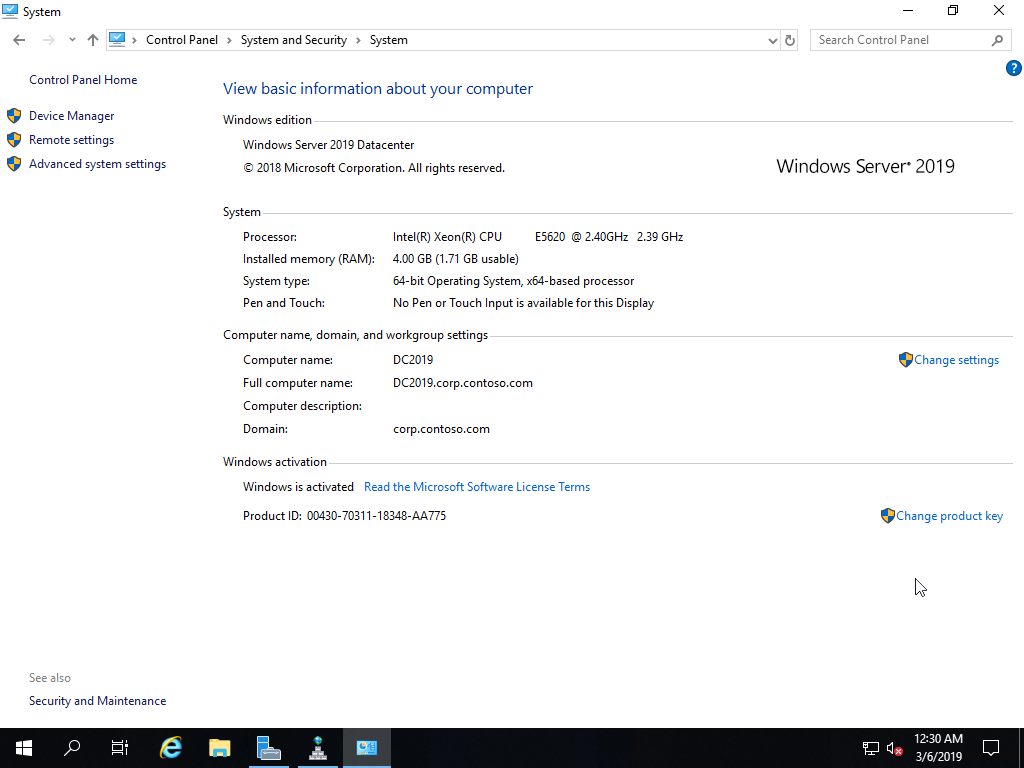 System
Control Panel > System and Security > System
Search Control Panel
?
Control Panel Home
Device Manager
Remote settings
Advanced system settings
View basic information about your computer
Windows edition
Windows Server 2019 Datacenter
© 2018 Microsoft Corporation. All rights reserved.
Windows Server® 2019
System
Processor: Intel(R) Xeon(R) CPU E5620 @ 2.40GHz 2.39 GHz
Installed memory (RAM): 4.00 GB (1.71 GB usable)
System type: 64-bit Operating System, x64-based processor
Pen and Touch: No Pen or Touch Input is available for this Display
Computer name, domain, and workgroup settings
Computer name: DC2019 Change settings
Full computer name: DC2019.corp.contoso.com
Computer description:
Domain: corp.contoso.com
Windows activation
Windows is activated Read the Microsoft Software License Terms
Product ID: 00430-70311-18348-AA775 Change product key
See also
Security and Maintenance
12:30 AM
3/6/2019